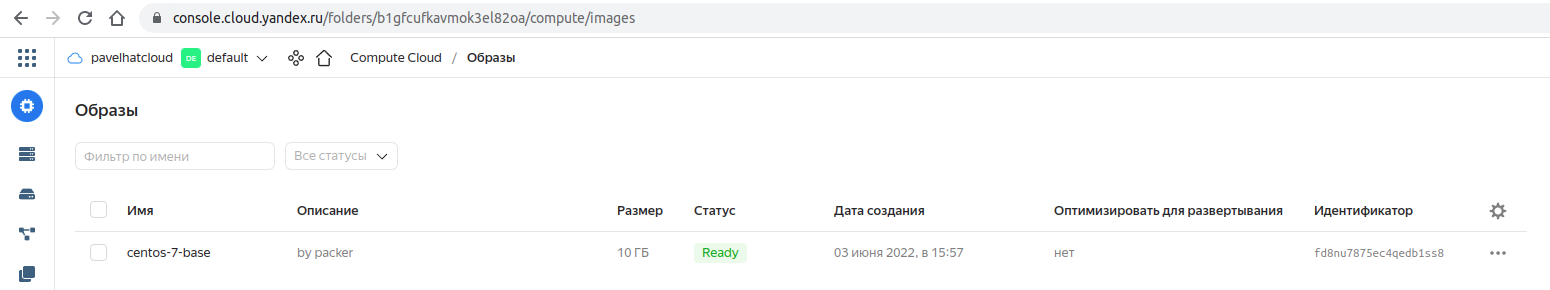 console.cloud.yandex.ru/folders/b1gfcufkavmok3el82oa/compute/images
pavelhatcloud DE default Compute Cloud / Образы
Образы
Фильтр по имени Все статусы
Имя Описание Размер Статус Дата создания Оптимизировать для развертывания Идентификатор
centos-7-base by packer 10 ГБ Ready 03 июня 2022, в 15:57 нет fd8nu7875ec4qedb1ss8